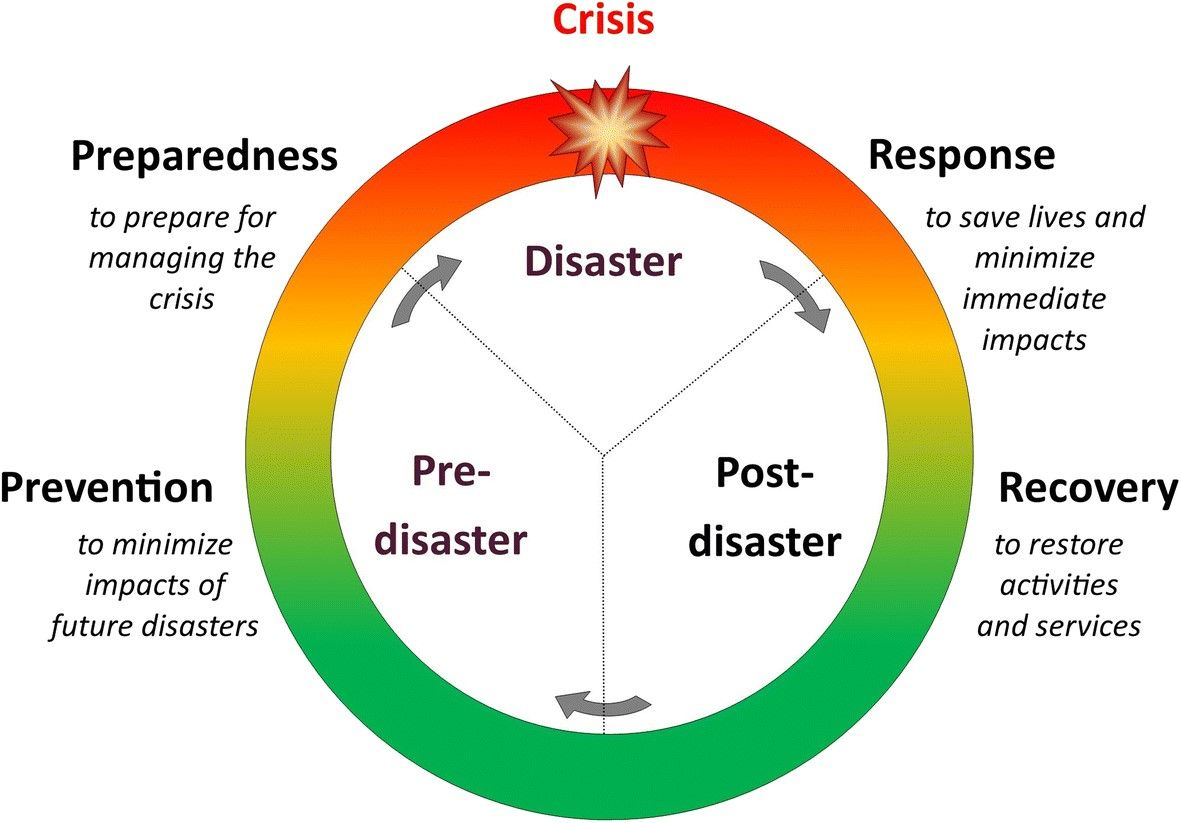 Crisis
Preparedness
to prepare for
managing the
crisis
Response
to save lives and
minimize
immediate
impacts
Disaster
Pre-
disaster
Post-
disaster
Prevention
to minimize
impacts of
future disasters
Recovery
to restore
activities
and services